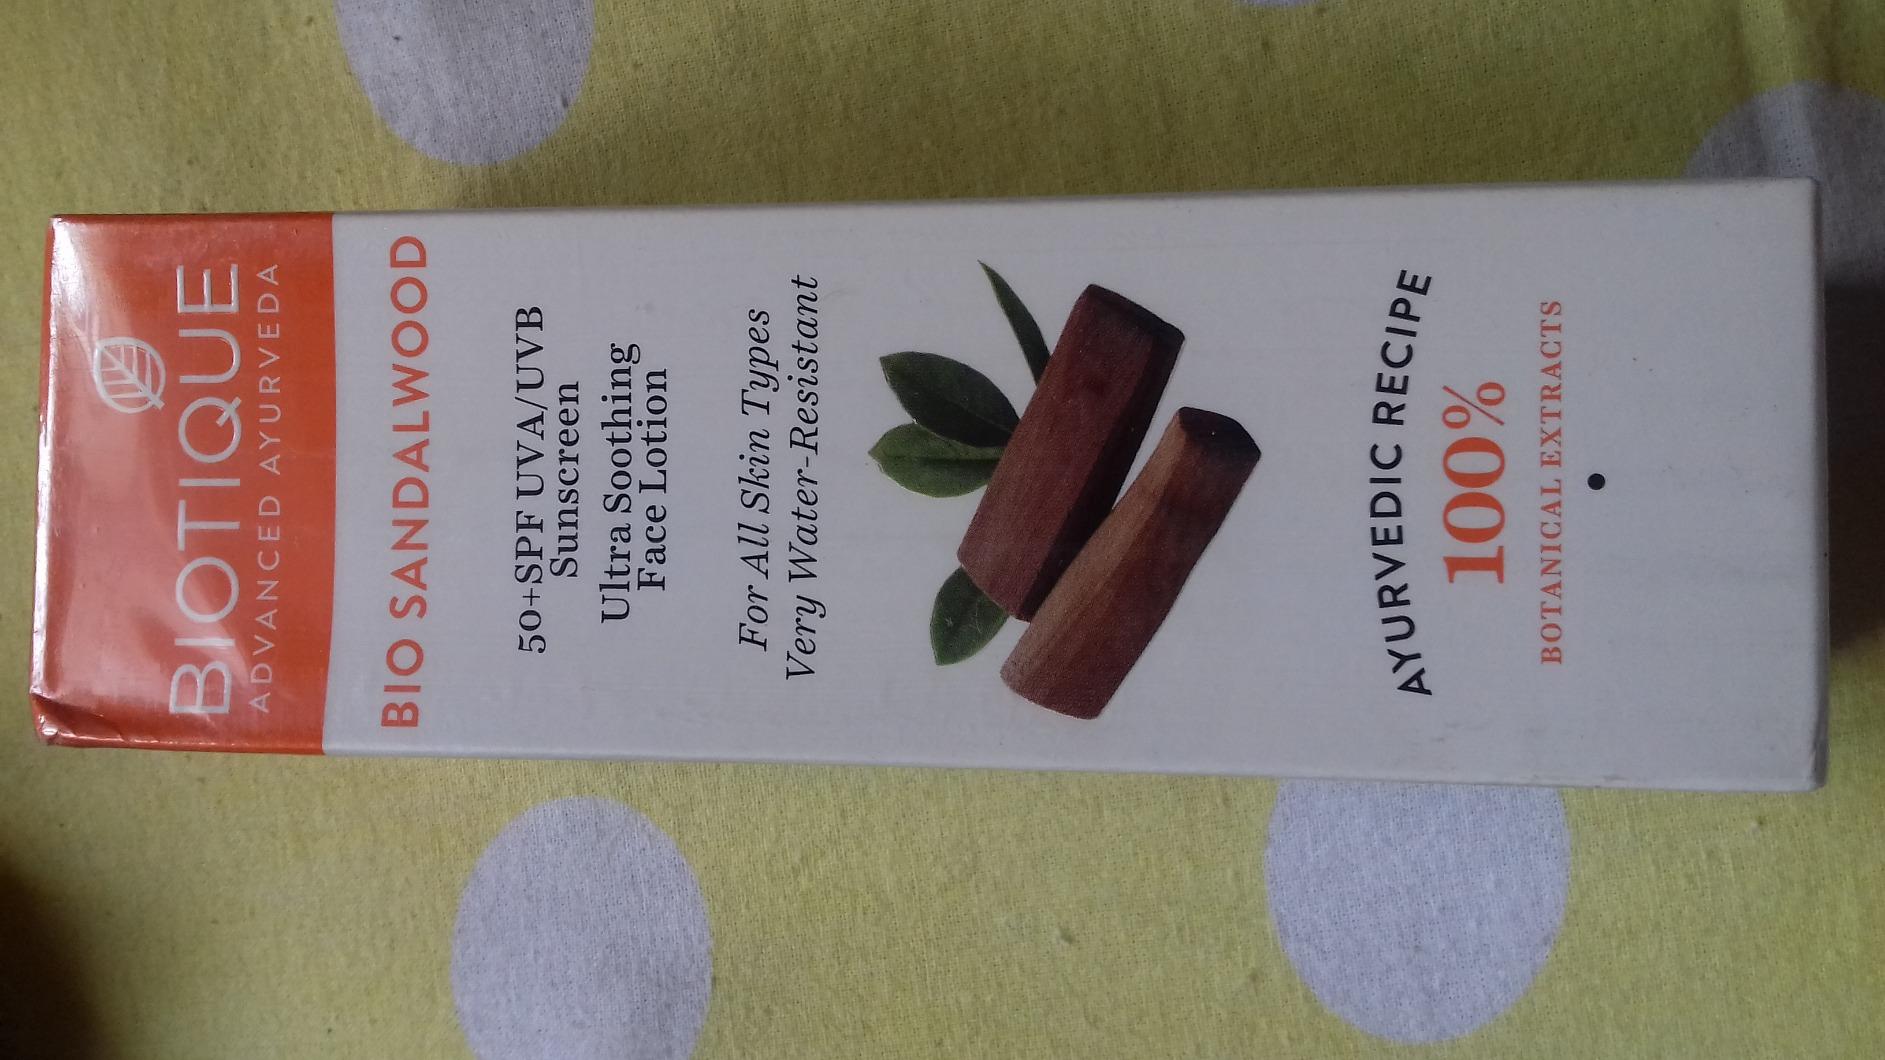 BIOTIQUE
ADVANCED AYURVEDA
BIO SANDALWOOD
50+SPF UVA/UVB
Sunscreen
Ultra Soothing
Face Lotion
For All Skin Types
Very Water-Resistant
AYURVEDIC RECIPE
100%
BOTANICAL EXTRACTS